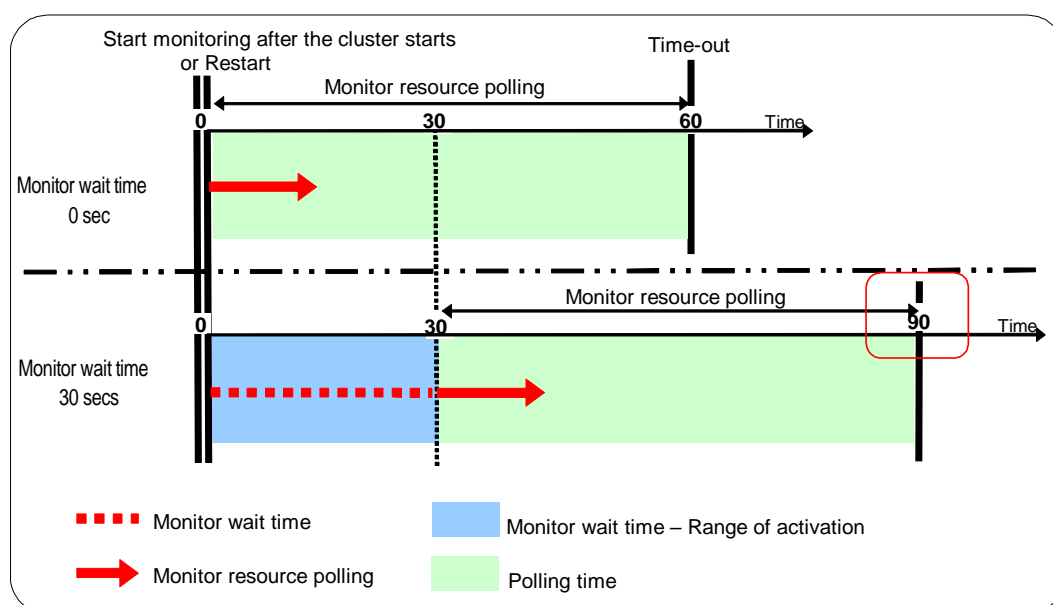 Start monitoring after the cluster starts
or Restart
Time-out
Monitor resource polling
0
30
60
Time
Monitor wait time
0 sec
Monitor resource polling
0
30
90
Time
Monitor wait time
30 secs
Monitor wait time
Monitor wait time – Range of activation
Monitor resource polling
Polling time